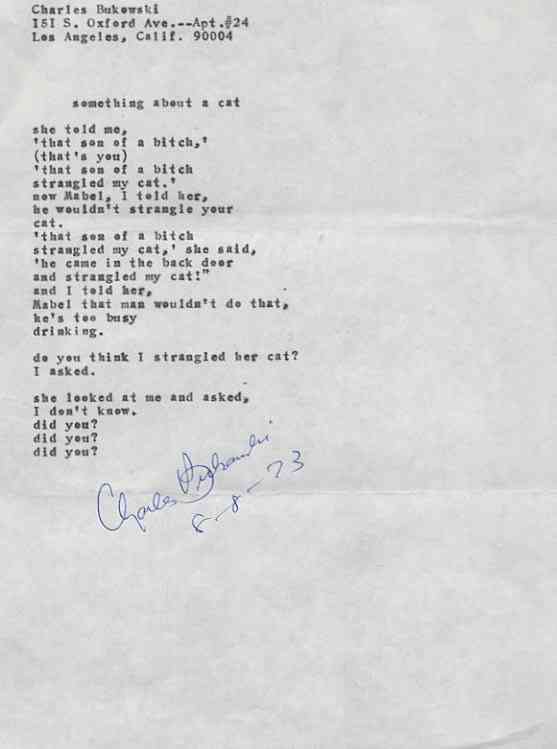 Charles Bukowski
151 S. Oxford Ave.--Apt.#24
Los Angeles, Calif. 90004
something about a cat
she told me,
'that son of a bitch,'
(that's you)
'that son of a bitch
strangled my cat.'
now Mabel, I told her,
he wouldn't strangle your
cat.
'that son of a bitch
strangled my cat,' she said,
'he came in the back door
and strangled my cat!"
and I told her,
Mabel that man wouldn't do that,
he's too busy
drinking.
do you think I strangled her cat?
I asked.
she looked at me and asked,
I don't know.
did you?
did you?
did you?
Charles Bukowski
8-8-73